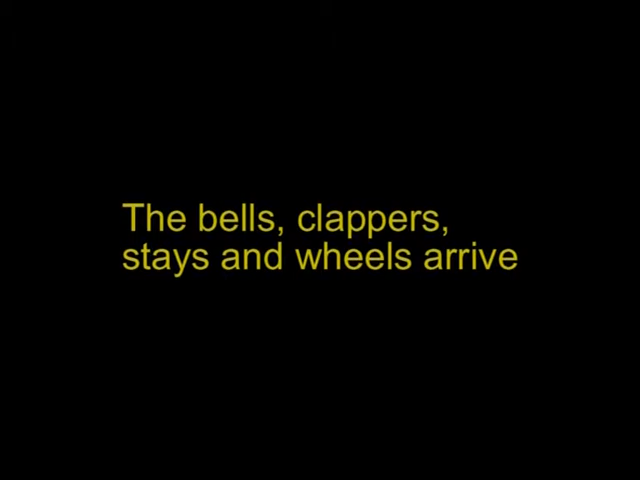 The bells, clappers,
stays and wheels arrive